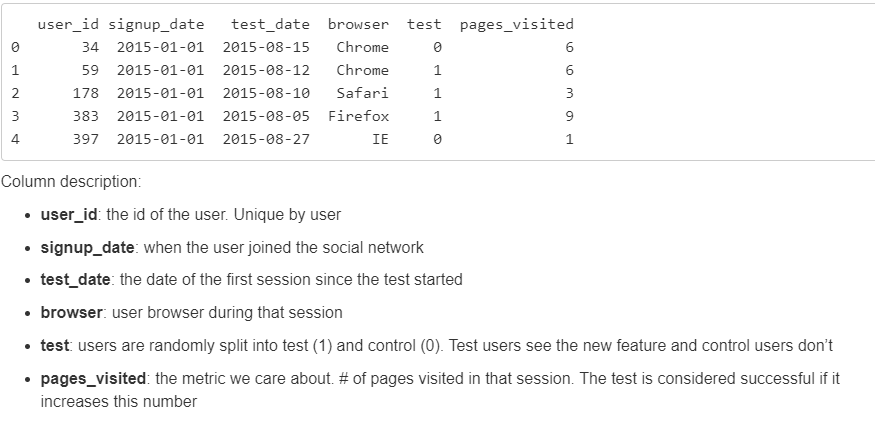 user_id signup_date test_date browser test pages_visited
0 34 2015-01-01 2015-08-15 Chrome 0 6
1 59 2015-01-01 2015-08-12 Chrome 1 6
2 178 2015-01-01 2015-08-10 Safari 1 3
3 383 2015-01-01 2015-08-05 Firefox 1 9
4 397 2015-01-01 2015-08-27 IE 0 1
Column description:
• user_id: the id of the user. Unique by user
• signup_date: when the user joined the social network
• test_date: the date of the first session since the test started
• browser: user browser during that session
• test: users are randomly split into test (1) and control (0). Test users see the new feature and control users don’t
• pages_visited: the metric we care about. # of pages visited in that session. The test is considered successful if it
increases this number